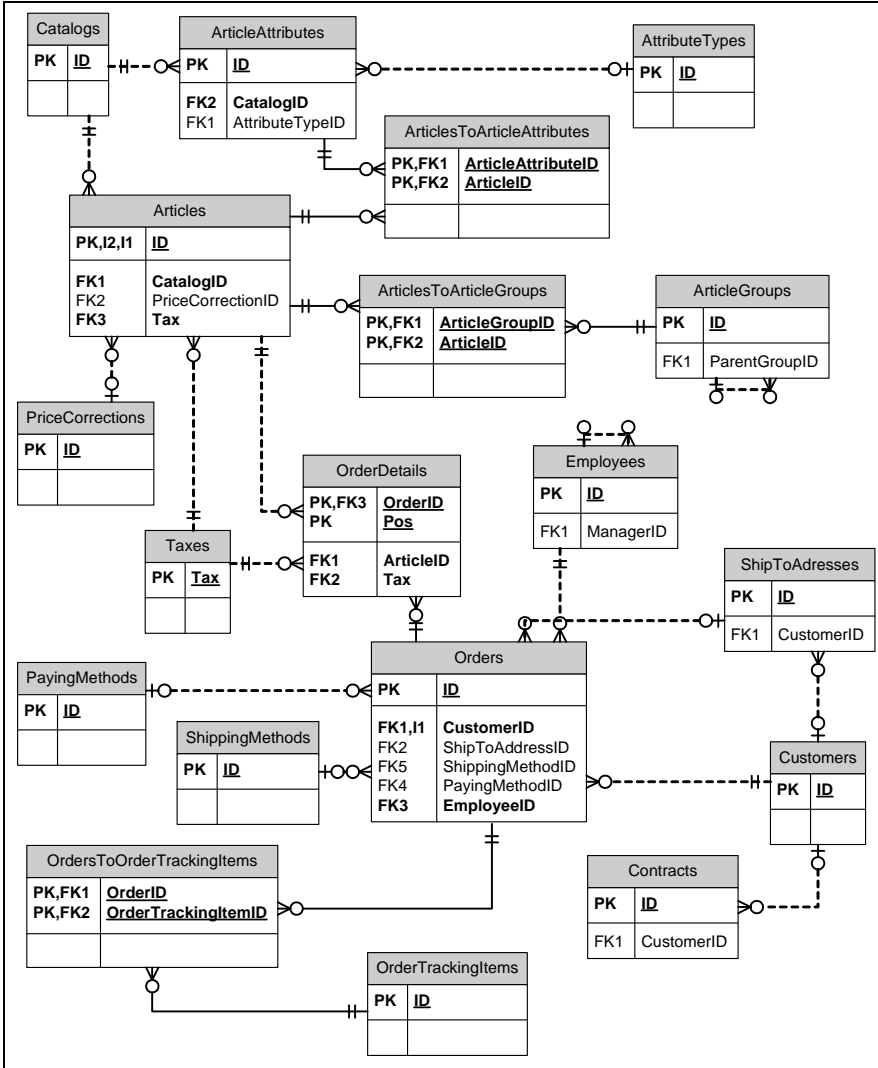 Catalogs
PK ID
ArticleAttributes
PK ID
FK2 CatalogID
FK1 AttributeTypeID
AttributeTypes
PK ID
ArticlesToArticleAttributes
PK,FK1 ArticleAttributeID
PK,FK2 ArticleID
Articles
PK,I2,I1 ID
FK1 CatalogID
FK2 PriceCorrectionID
FK3 Tax
ArticlesToArticleGroups
PK,FK1 ArticleGroupID
PK,FK2 ArticleID
ArticleGroups
PK ID
FK1 ParentGroupID
PriceCorrections
PK ID
Employees
PK ID
FK1 ManagerID
OrderDetails
PK,FK3 OrderID
PK Pos
FK1 ArticleID
FK2 Tax
Taxes
PK Tax
ShipToAdresses
PK ID
FK1 CustomerID
Orders
PK ID
FK1,I1 CustomerID
FK2 ShipToAddressID
FK5 ShippingMethodID
FK4 PayingMethodID
FK3 EmployeeID
PayingMethods
PK ID
ShippingMethods
PK ID
Customers
PK ID
OrdersToOrderTrackingItems
PK,FK1 OrderID
PK,FK2 OrderTrackingItemID
Contracts
PK ID
FK1 CustomerID
OrderTrackingItems
PK ID